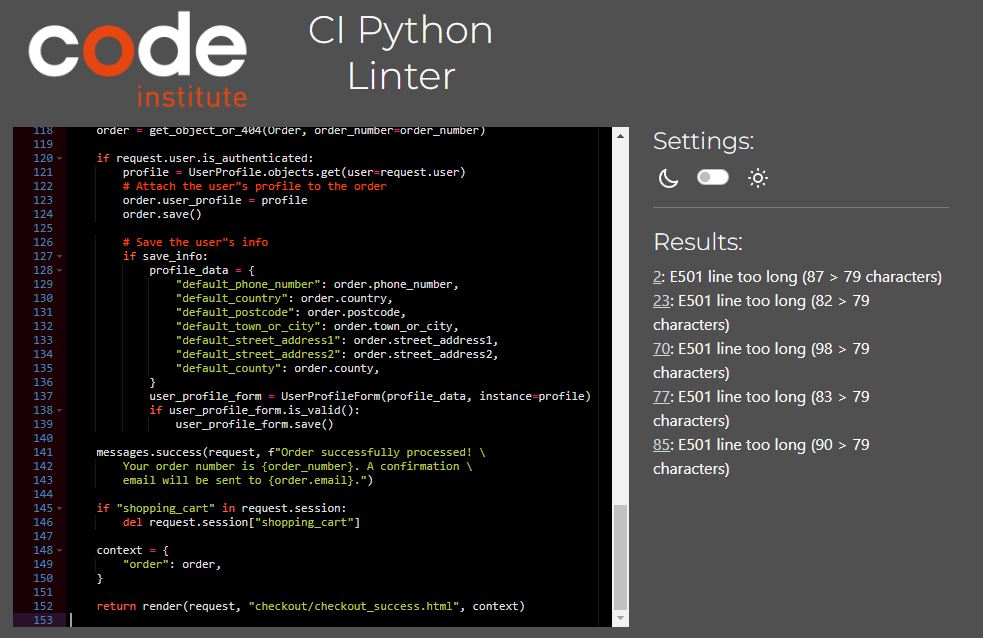 code
institute
CI Python
Linter
118 order = get_object_or_404(Order, order_number=order_number)
119
120 if request.user.is_authenticated:
121 profile = UserProfile.objects.get(user=request.user)
122 # Attach the user"s profile to the order
123 order.user_profile = profile
124 order.save()
125
126 # Save the user"s info
127 if save_info:
128 profile_data = {
129 "default_phone_number": order.phone_number,
130 "default_country": order.country,
131 "default_postcode": order.postcode,
132 "default_town_or_city": order.town_or_city,
133 "default_street_address1": order.street_address1,
134 "default_street_address2": order.street_address2,
135 "default_county": order.county,
136 }
137 user_profile_form = UserProfileForm(profile_data, instance=profile)
138 if user_profile_form.is_valid():
139 user_profile_form.save()
140
141 messages.success(request, f"Order successfully processed! \
142 Your order number is {order_number}. A confirmation \
143 email will be sent to {order.email}.")
144
145 if "shopping_cart" in request.session:
146 del request.session["shopping_cart"]
147
148 context = {
149 "order": order,
150 }
151
152 return render(request, "checkout/checkout_success.html", context)
153
Settings:
Results:
2: E501 line too long (87 > 79 characters)
23: E501 line too long (82 > 79
characters)
70: E501 line too long (98 > 79
characters)
77: E501 line too long (83 > 79
characters)
85: E501 line too long (90 > 79
characters)